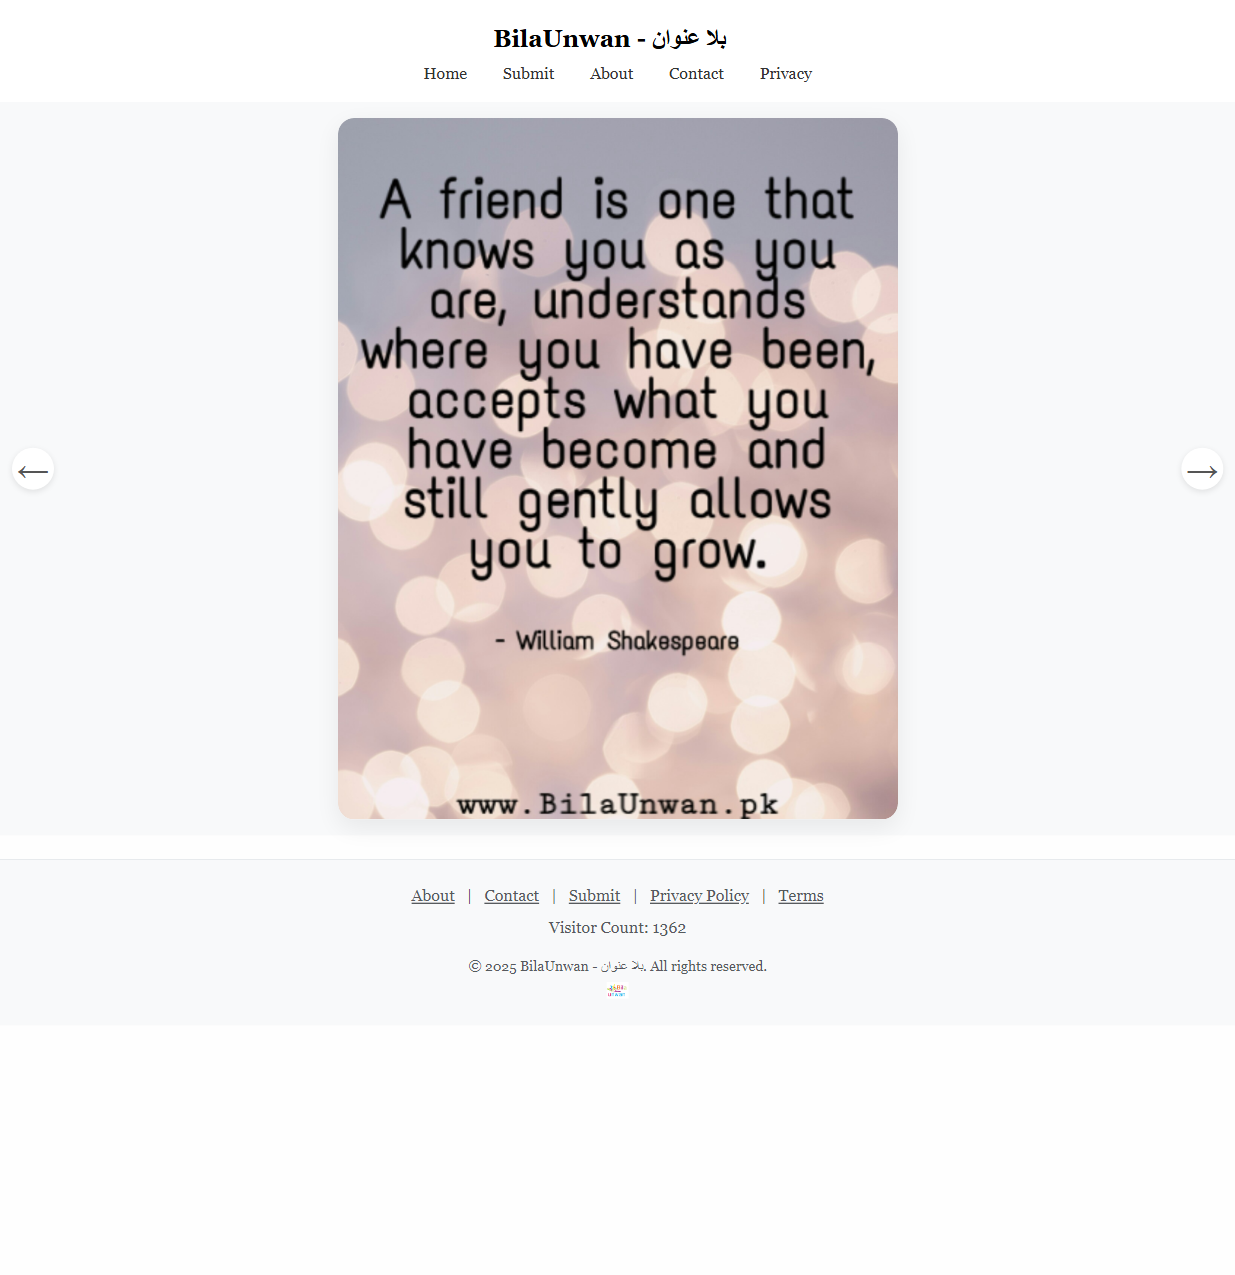 BilaUnwan - بلا عنوان
Home Submit About Contact Privacy
A friend is one that
knows you as you
are, understands
where you have been,
accepts what you
have become and
still gently allows
you to grow.
- William Shakespeare
www.BilaUnwan.pk
← →
About | Contact | Submit | Privacy Policy | Terms
Visitor Count: 1362
© 2025 BilaUnwan - بلا عنوان. All rights reserved.